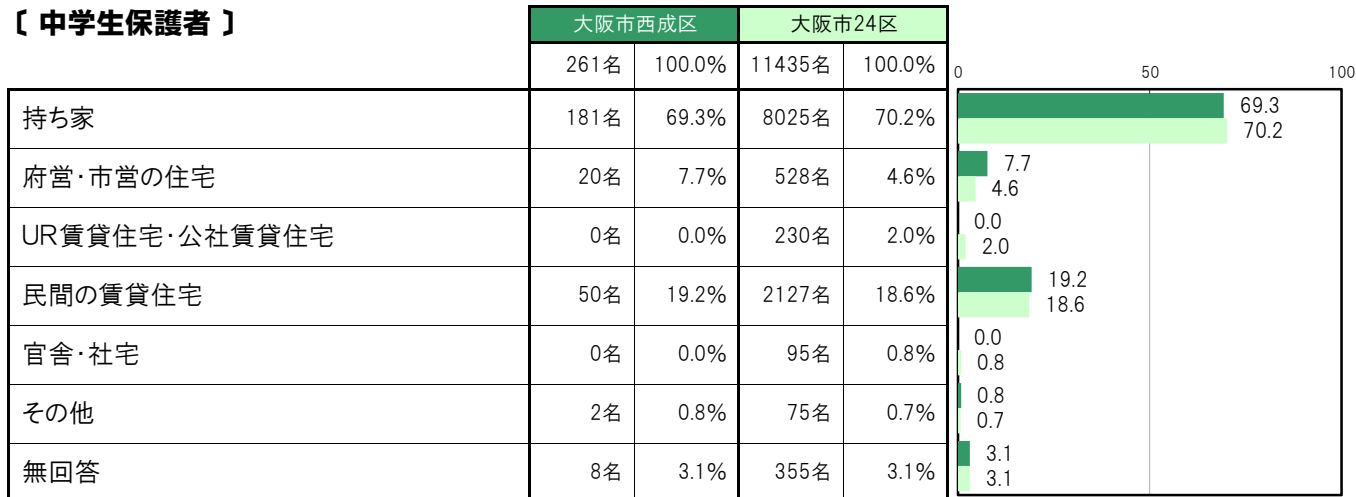 〔 中学生保護者 〕
大阪市西成区 大阪市24区
261名 100.0% 11435名 100.0% 0 50 100
持ち家 181名 69.3% 8025名 70.2% 69.3
70.2
府営・市営の住宅 20名 7.7% 528名 4.6% 7.7
4.6
UR賃貸住宅・公社賃貸住宅 0名 0.0% 230名 2.0% 0.0
2.0
民間の賃貸住宅 50名 19.2% 2127名 18.6% 19.2
18.6
官舎・社宅 0名 0.0% 95名 0.8% 0.0
0.8
その他 2名 0.8% 75名 0.7% 0.8
0.7
無回答 8名 3.1% 355名 3.1% 3.1
3.1